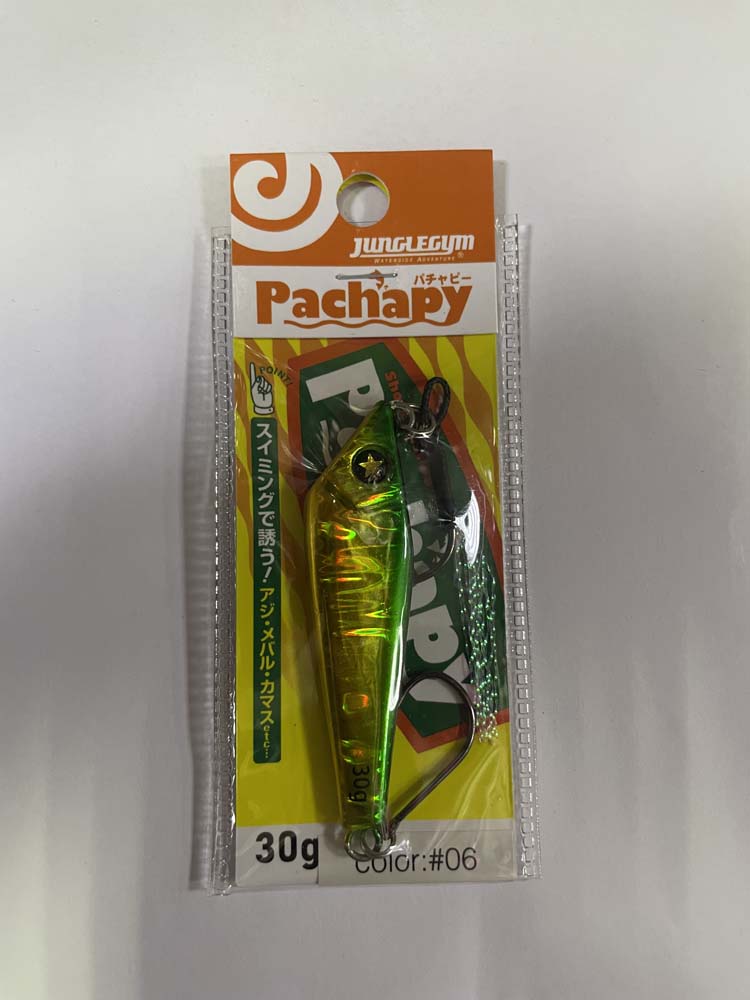 JUNGLEGYM
WATERSIDE ADVENTURE
®
パチャピー
Pachapy
POINT!
スイミングで誘う!アジ・メバル・カマスetc...
30g
30g
color:#06